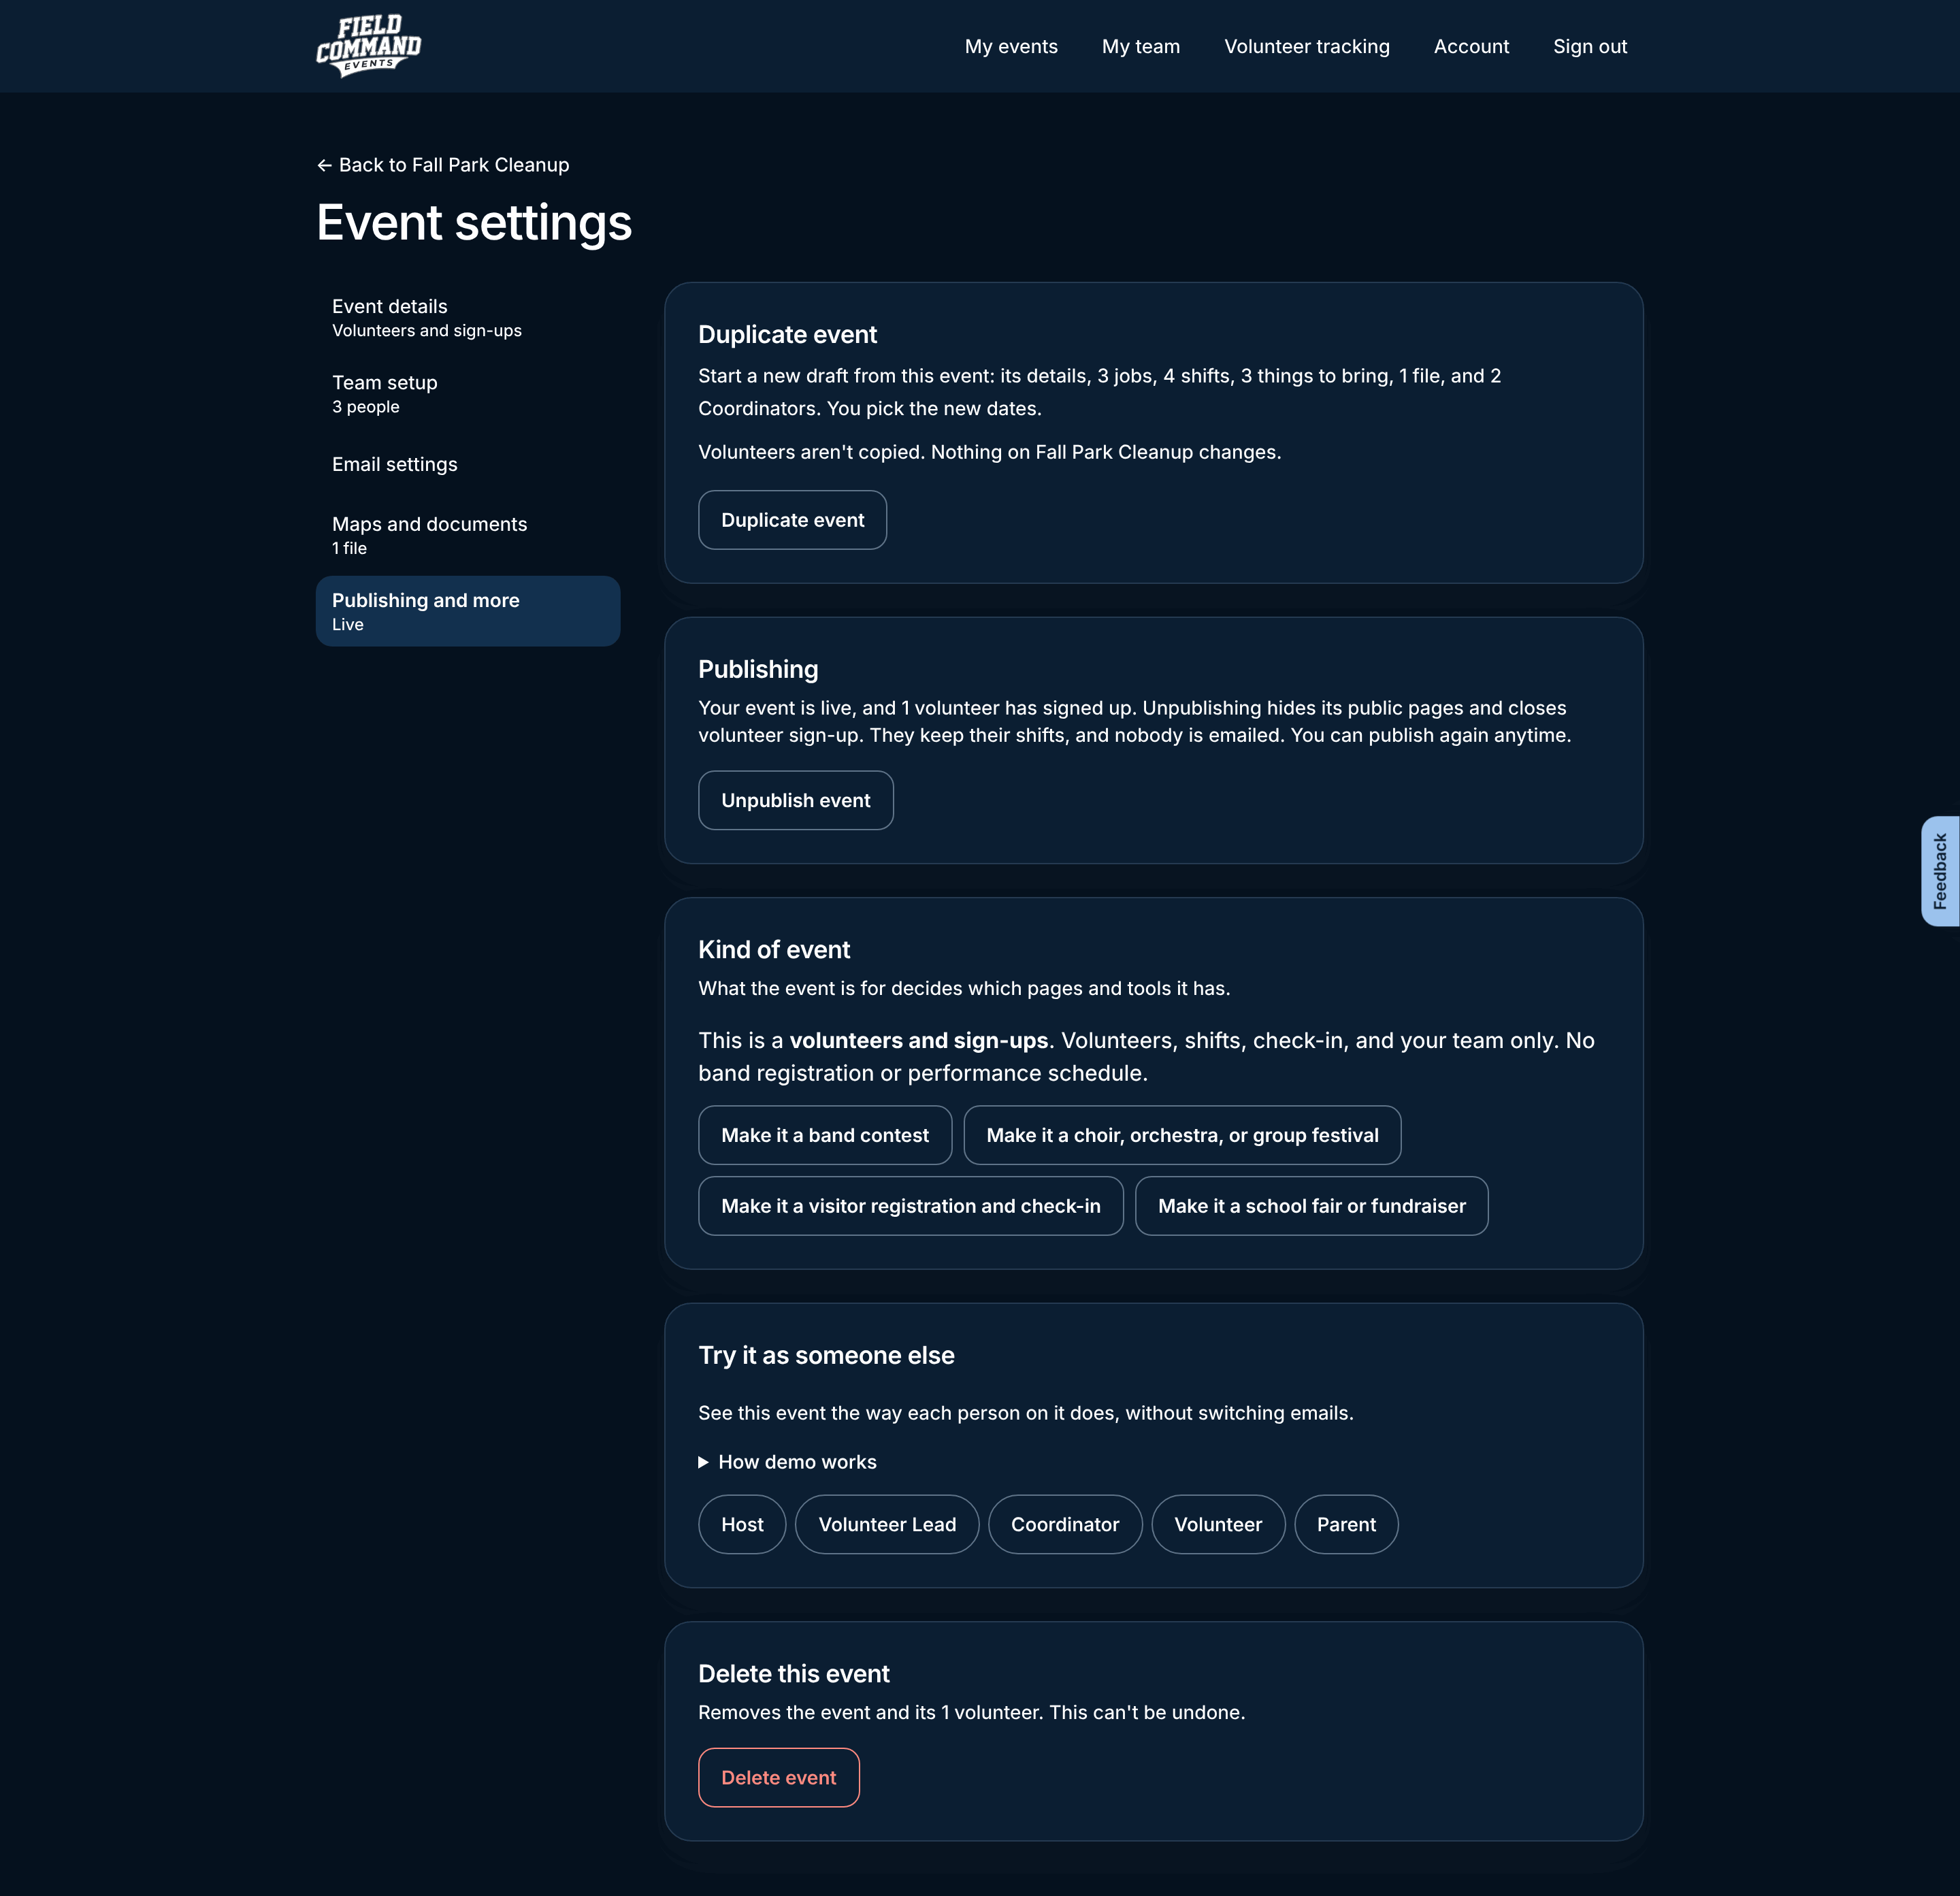 FIELD
COMMAND
EVENTS
My events
My team
Volunteer tracking
Account
Sign out
← Back to Fall Park Cleanup
Event settings
Event details
Volunteers and sign-ups
Team setup
3 people
Email settings
Maps and documents
1 file
Publishing and more
Live
Duplicate event
Start a new draft from this event: its details, 3 jobs, 4 shifts, 3 things to bring, 1 file, and 2
Coordinators. You pick the new dates.
Volunteers aren't copied. Nothing on Fall Park Cleanup changes.
Duplicate event
Publishing
Your event is live, and 1 volunteer has signed up. Unpublishing hides its public pages and closes
volunteer sign-up. They keep their shifts, and nobody is emailed. You can publish again anytime.
Unpublish event
Feedback
Kind of event
What the event is for decides which pages and tools it has.
This is a volunteers and sign-ups. Volunteers, shifts, check-in, and your team only. No
band registration or performance schedule.
Make it a band contest
Make it a choir, orchestra, or group festival
Make it a visitor registration and check-in
Make it a school fair or fundraiser
Try it as someone else
See this event the way each person on it does, without switching emails.
▶ How demo works
Host
Volunteer Lead
Coordinator
Volunteer
Parent
Delete this event
Removes the event and its 1 volunteer. This can't be undone.
Delete event